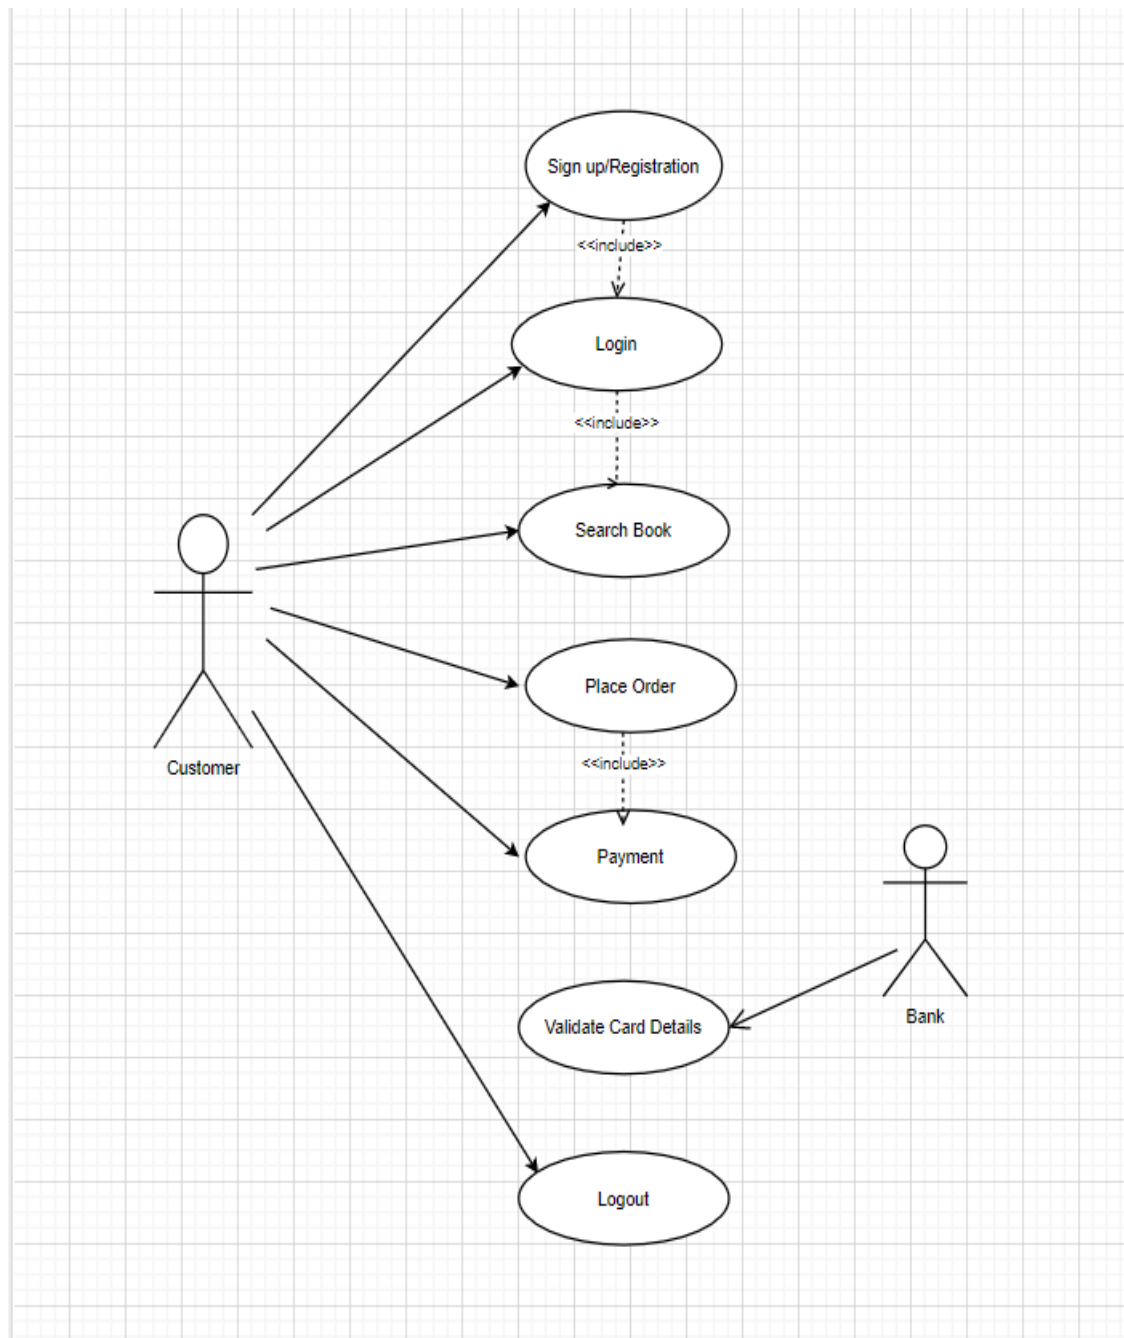 Sign up/Registration
<<include>>
Login
<<include>>
Search Book
Place Order
Customer
<<include>>
Payment
Bank
Validate Card Details
Logout